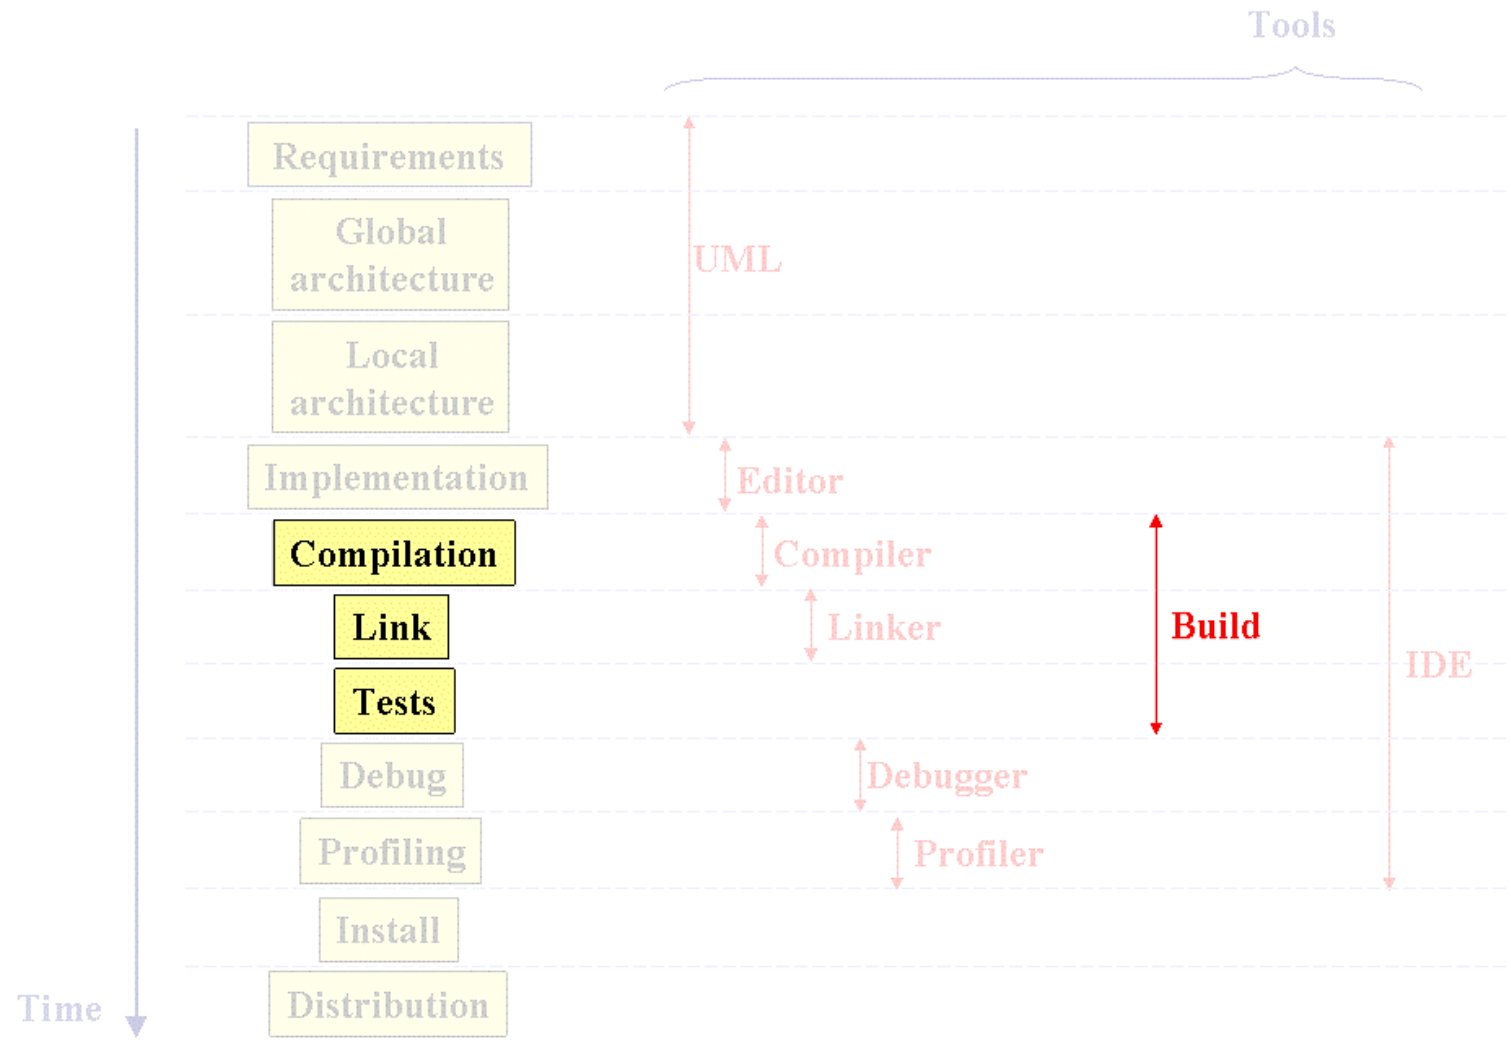 Tools
Requirements
Global
architecture
UML
Local
architecture
Implementation
Editor
Compilation
Compiler
Link
Linker
Build
IDE
Tests
Debug
Debugger
Profiling
Profiler
Install
Distribution
Time